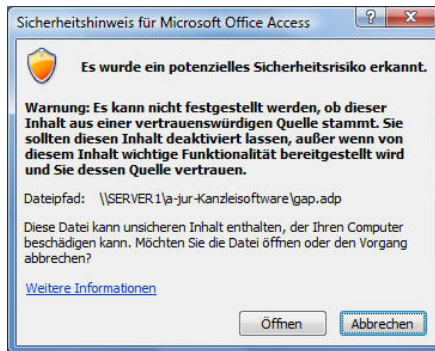 Sicherheitshinweis für Microsoft Office Access
Es wurde ein potenzielles Sicherheitsrisiko erkannt.
Warnung: Es kann nicht festgestellt werden, ob dieser
Inhalt aus einer vertrauenswürdigen Quelle stammt. Sie
sollten diesen Inhalt deaktiviert lassen, außer wenn von
diesem Inhalt wichtige Funktionalität bereitgestellt wird
und Sie dessen Quelle vertrauen.
Dateipfad: \\SERVER1\a-jur-Kanzleisoftware\gap.adp
Diese Datei kann unsicheren Inhalt enthalten, der Ihren Computer
beschädigen kann. Möchten Sie die Datei öffnen oder den Vorgang
abbrechen?
Weitere Informationen
Öffnen Abbrechen